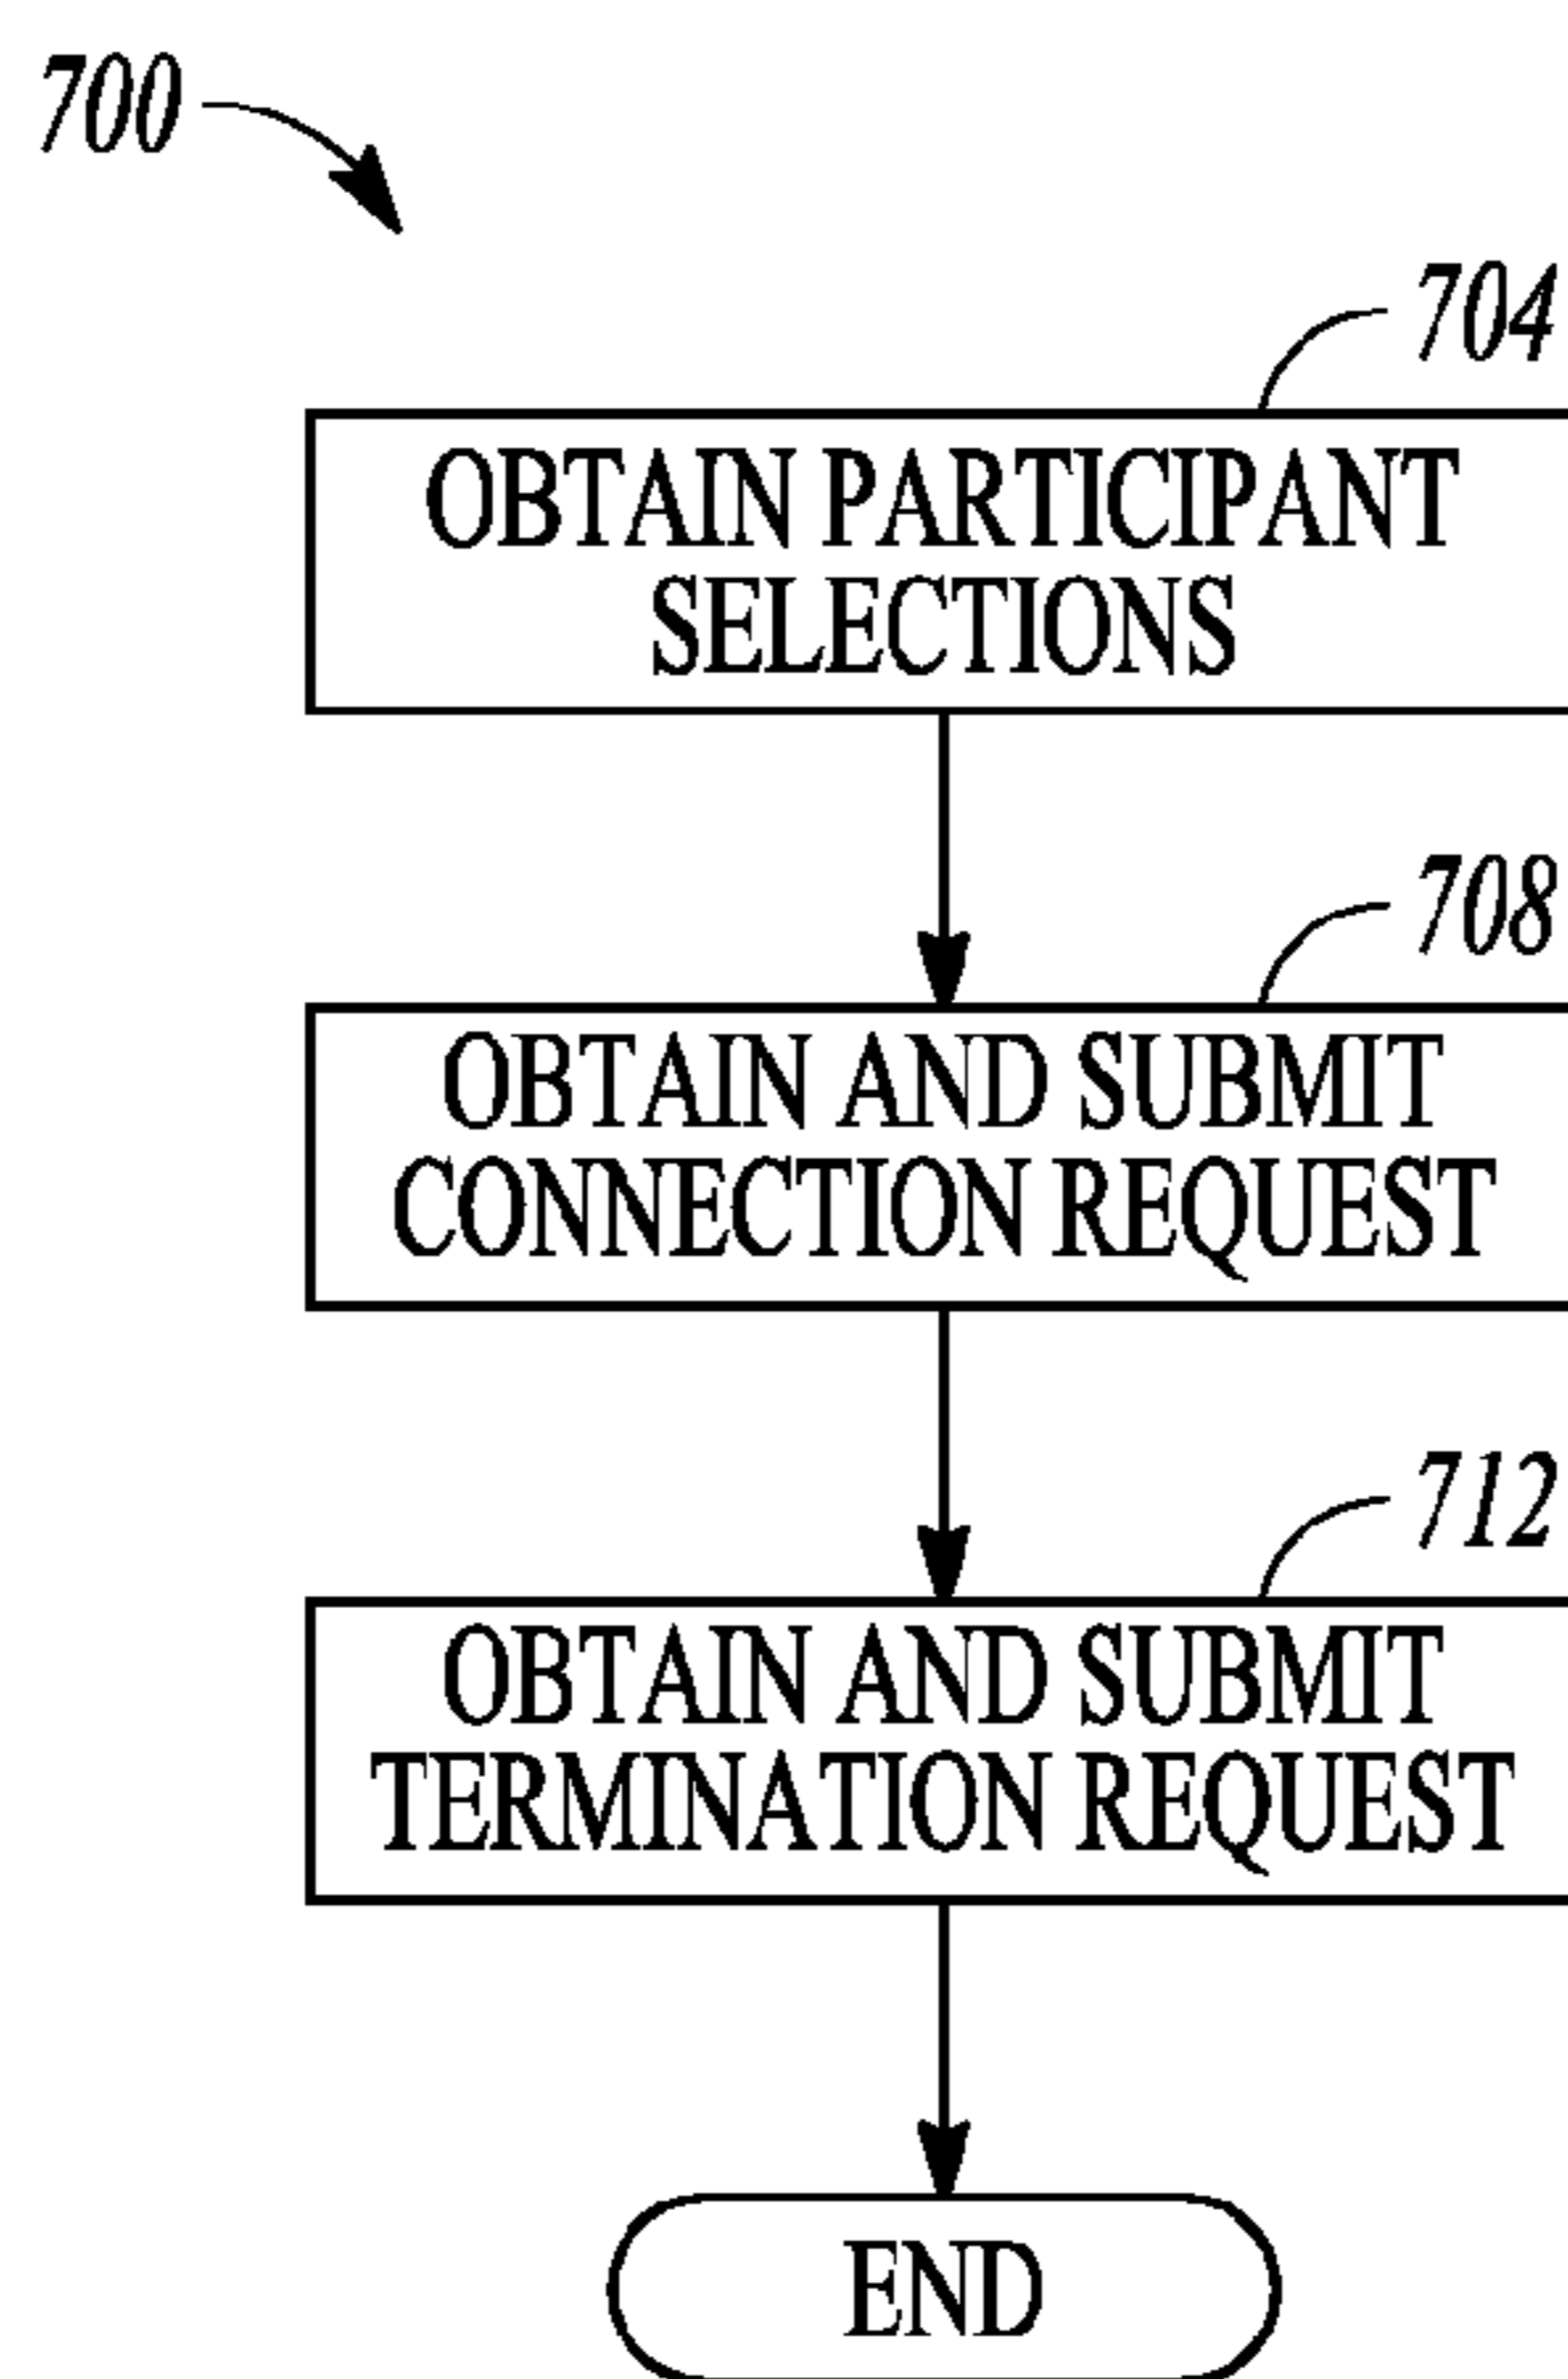 700
704
OBTAIN PARTICIPANT
SELECTIONS
708
OBTAIN AND SUBMIT
CONNECTION REQUEST
712
OBTAIN AND SUBMIT
TERMINATION REQUEST
END